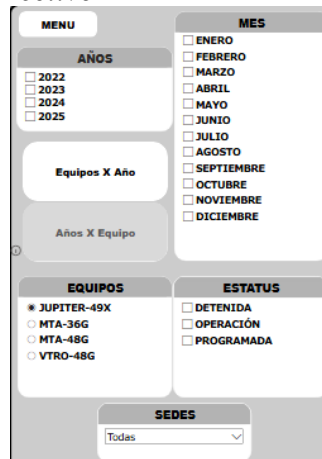 MENU
AÑOS
2022
2023
2024
2025
Equipos X Año
Años X Equipo
MES
ENERO
FEBRERO
MARZO
ABRIL
MAYO
JUNIO
JULIO
AGOSTO
SEPTIEMBRE
OCTUBRE
NOVIEMBRE
DICIEMBRE
EQUIPOS
JUPITER-49X
MTA-36G
MTA-48G
VTRO-48G
ESTATUS
DETENIDA
OPERACIÓN
PROGRAMADA
SEDES
Todas